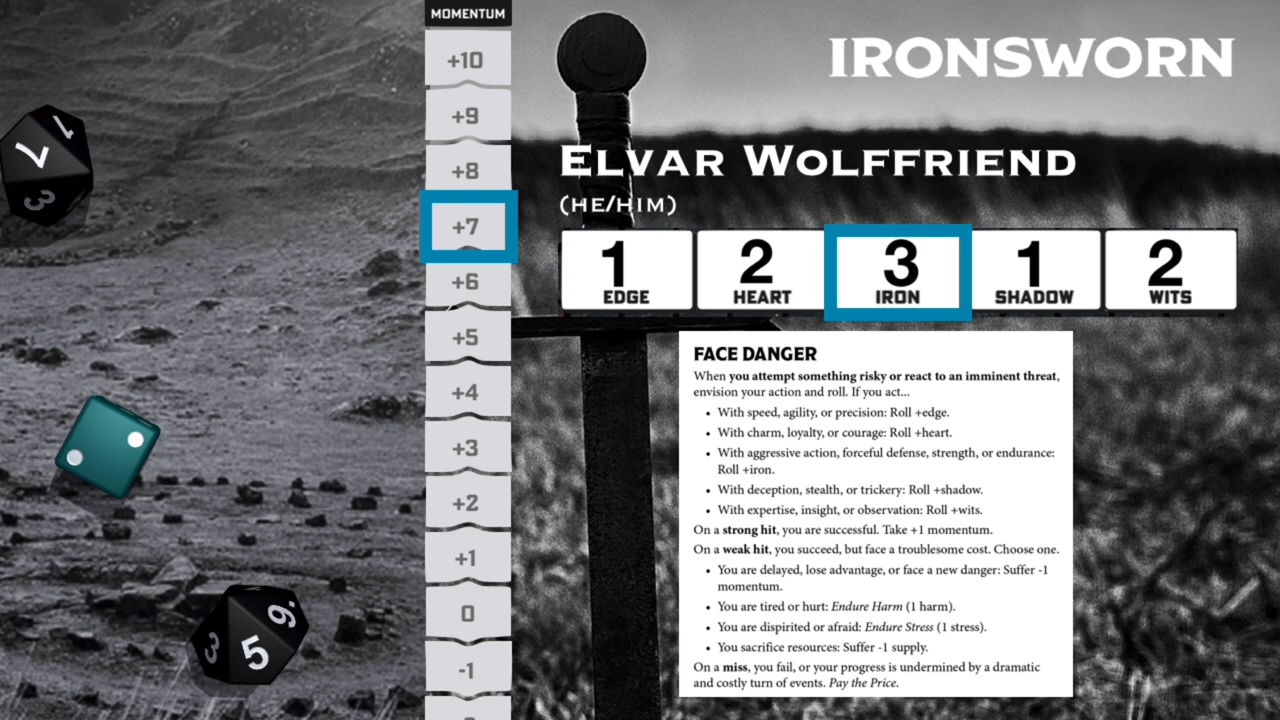 MOMENTUM
+10
+9
+8
+7
+6
+5
+4
+3
+2
+1
0
-1
1
7
3
3
5
9.
IRONSWORN
ELVAR WOLFFRIEND
(HE/HIM)
1 2 3 1 2
EDGE HEART IRON SHADOW WITS
FACE DANGER
When you attempt something risky or react to an imminent threat,
envision your action and roll. If you act...
• With speed, agility, or precision: Roll +edge.
• With charm, loyalty, or courage: Roll +heart.
• With aggressive action, forceful defense, strength, or endurance:
Roll +iron.
• With deception, stealth, or trickery: Roll +shadow.
• With expertise, insight, or observation: Roll +wits.
On a strong hit, you are successful. Take +1 momentum.
On a weak hit, you succeed, but face a troublesome cost. Choose one.
• You are delayed, lose advantage, or face a new danger: Suffer -1
momentum.
• You are tired or hurt: Endure Harm (1 harm).
• You are dispirited or afraid: Endure Stress (1 stress).
• You sacrifice resources: Suffer -1 supply.
On a miss, you fail, or your progress is undermined by a dramatic
and costly turn of events. Pay the Price.